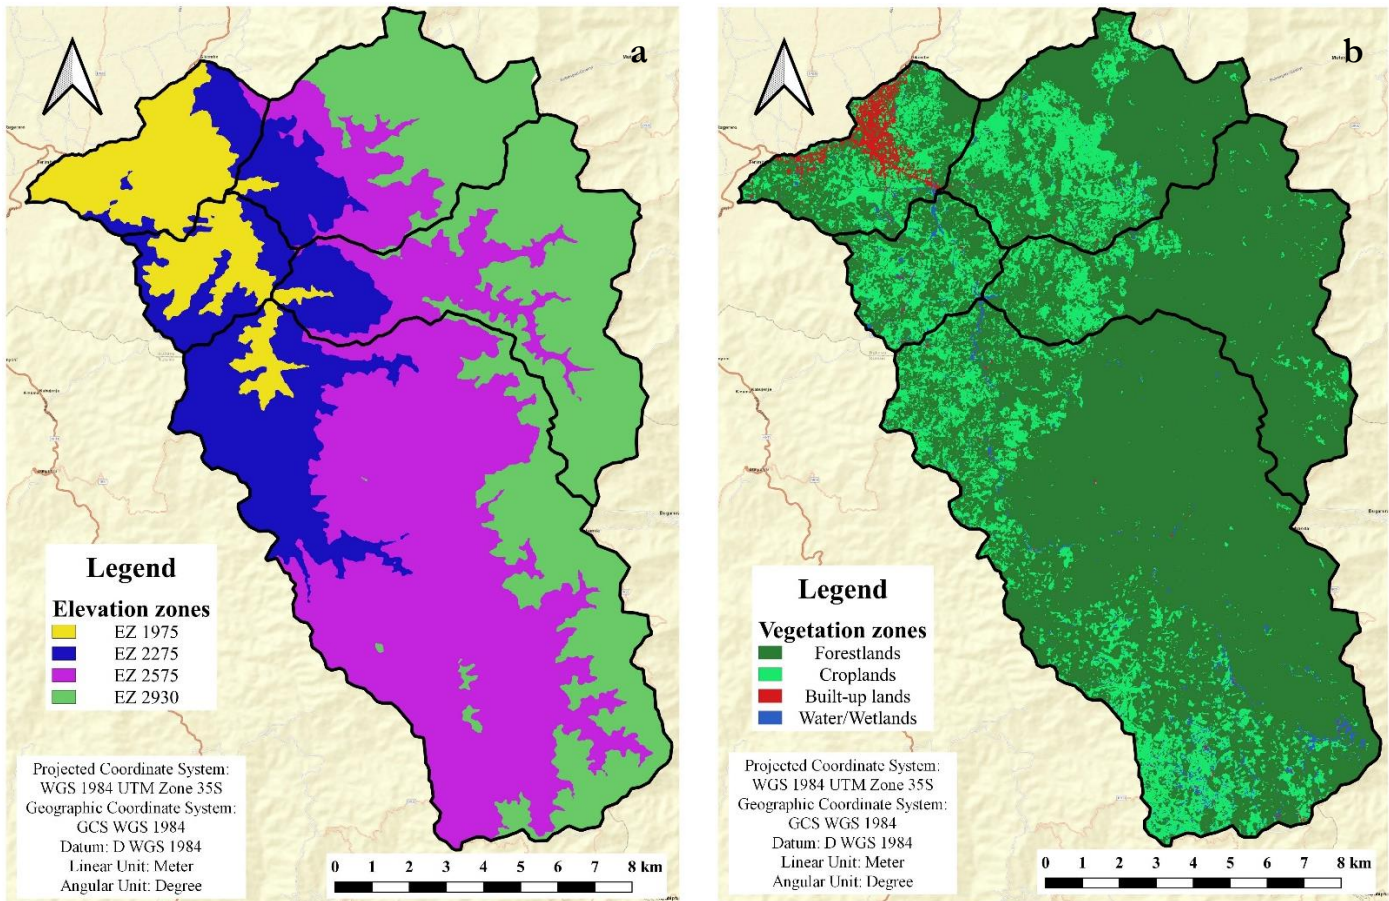 a
Legend
Elevation zones
EZ 1975
EZ 2275
EZ 2575
EZ 2930
Projected Coordinate System:
WGS 1984 UTM Zone 35S
Geographic Coordinate System:
GCS WGS 1984
Datum: D WGS 1984
Linear Unit: Meter
Angular Unit: Degree
0 1 2 3 4 5 6 7 8 km
b
Legend
Vegetation zones
Forestlands
Croplands
Built-up lands
Water/Wetlands
Projected Coordinate System:
WGS 1984 UTM Zone 35S
Geographic Coordinate System:
GCS WGS 1984
Datum: D WGS 1984
Linear Unit: Meter
Angular Unit: Degree
0 1 2 3 4 5 6 7 8 km